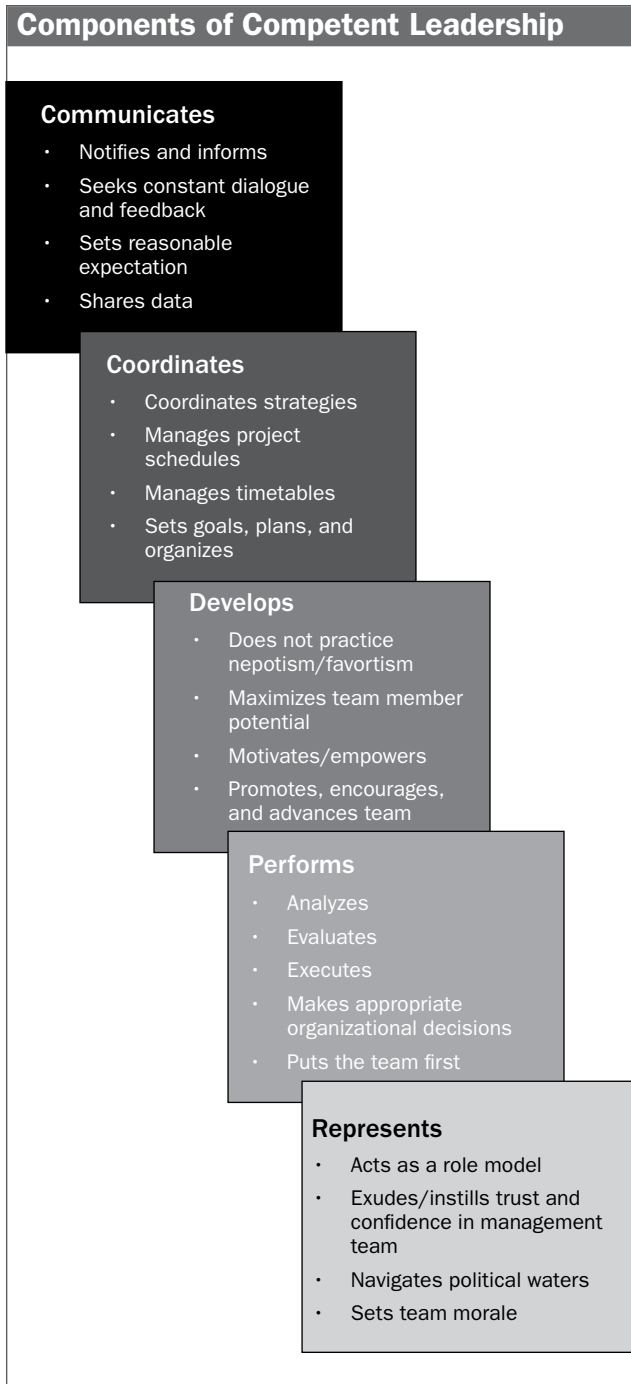 Components of Competent Leadership
Communicates
· Notifies and informs
· Seeks constant dialogue
and feedback
· Sets reasonable
expectation
· Shares data
Coordinates
· Coordinates strategies
· Manages project
schedules
· Manages timetables
· Sets goals, plans, and
organizes
Develops
· Does not practice
nepotism/favortism
· Maximizes team member
potential
· Motivates/empowers
· Promotes, encourages,
and advances team
Performs
· Analyzes
· Evaluates
· Executes
· Makes appropriate
organizational decisions
· Puts the team first
Represents
· Acts as a role model
· Exudes/instills trust and
confidence in management
team
· Navigates political waters
· Sets team morale